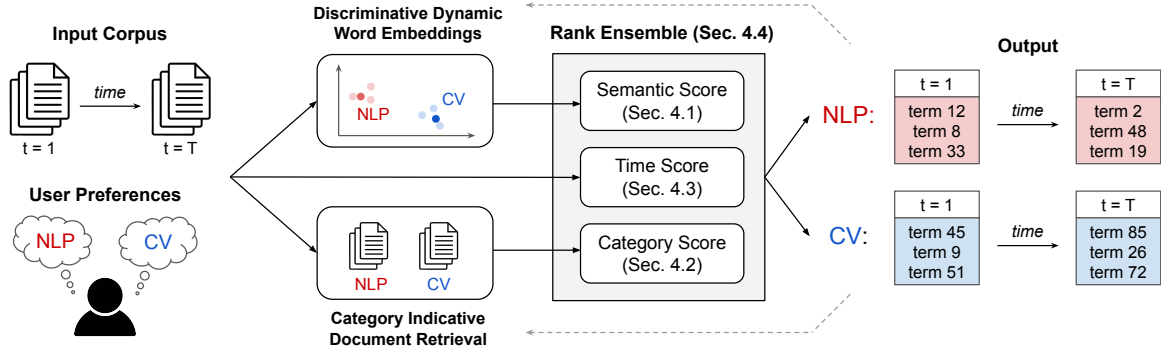 Input Corpus
time
t = 1
t = T
User Preferences
NLP
CV
Discriminative Dynamic
Word Embeddings
NLP
CV
NLP
CV
Category Indicative
Document Retrieval
Rank Ensemble (Sec. 4.4)
Semantic Score
(Sec. 4.1)
Time Score
(Sec. 4.3)
Category Score
(Sec. 4.2)
Output
NLP:
t = 1
term 12
term 8
term 33
time
t = T
term 2
term 48
term 19
CV:
t = 1
term 45
term 9
term 51
time
t = T
term 85
term 26
term 72